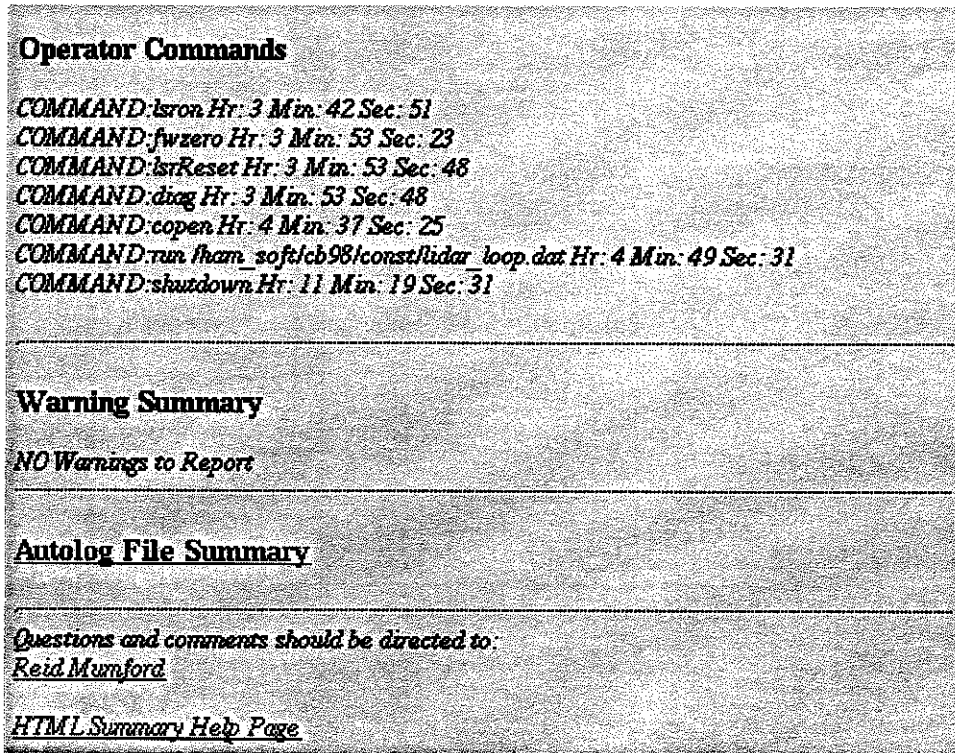 Operator Commands
COMMAND:lsron Hr: 3 Min: 42 Sec: 51
COMMAND:fwzero Hr: 3 Min: 53 Sec: 23
COMMAND:lsrReset Hr: 3 Min: 53 Sec: 48
COMMAND:diag Hr: 3 Min: 53 Sec: 48
COMMAND:copen Hr: 4 Min: 37 Sec: 25
COMMAND:run /ham_soft/cb98/const/lidar_loop.dat Hr: 4 Min: 49 Sec: 31
COMMAND:shutdown Hr: 11 Min: 19 Sec: 31
Warning Summary
NO Warnings to Report
Autolog File Summary
Questions and comments should be directed to:
Reid Mumford
HTML Summary Help Page